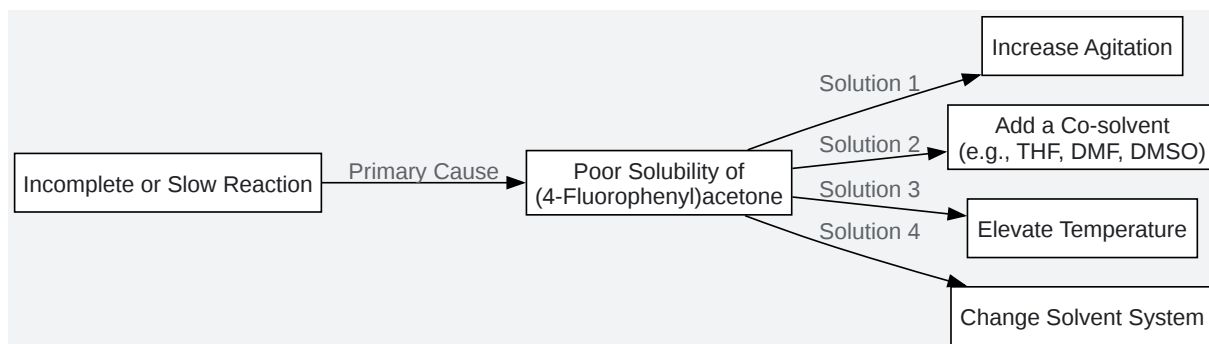 Incomplete or Slow Reaction
Primary Cause
Poor Solubility of
(4-Fluorophenyl)acetone
Solution 1
Increase Agitation
Solution 2
Add a Co-solvent
(e.g., THF, DMF, DMSO)
Solution 3
Elevate Temperature
Solution 4
Change Solvent System